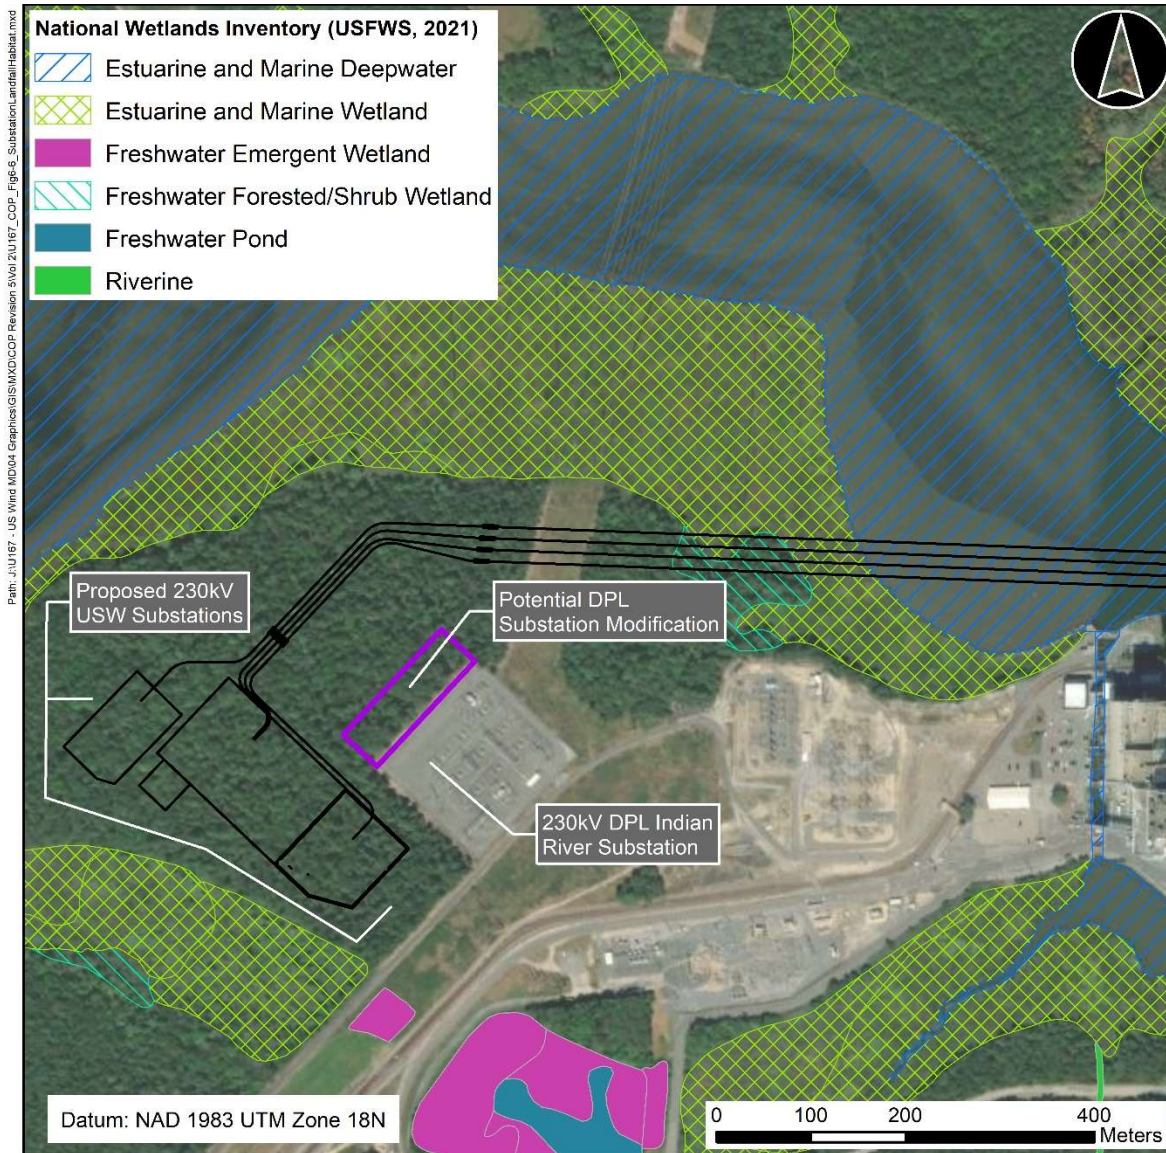 National Wetlands Inventory (USFWS, 2021)
Estuarine and Marine Deepwater
Estuarine and Marine Wetland
Freshwater Emergent Wetland
Freshwater Forested/Shrub Wetland
Freshwater Pond
Riverine
Path: J:\U167 - US Wind MD\04 Graphics\GIS\MXD\COP Revision 5\Vol 2\U167_COP_Fig6-6_SubstationLandfallHabitat.mxd
Proposed 230kV
USW Substations
Potential DPL
Substation Modification
230kV DPL Indian
River Substation
Datum: NAD 1983 UTM Zone 18N
0 100 200 400
Meters